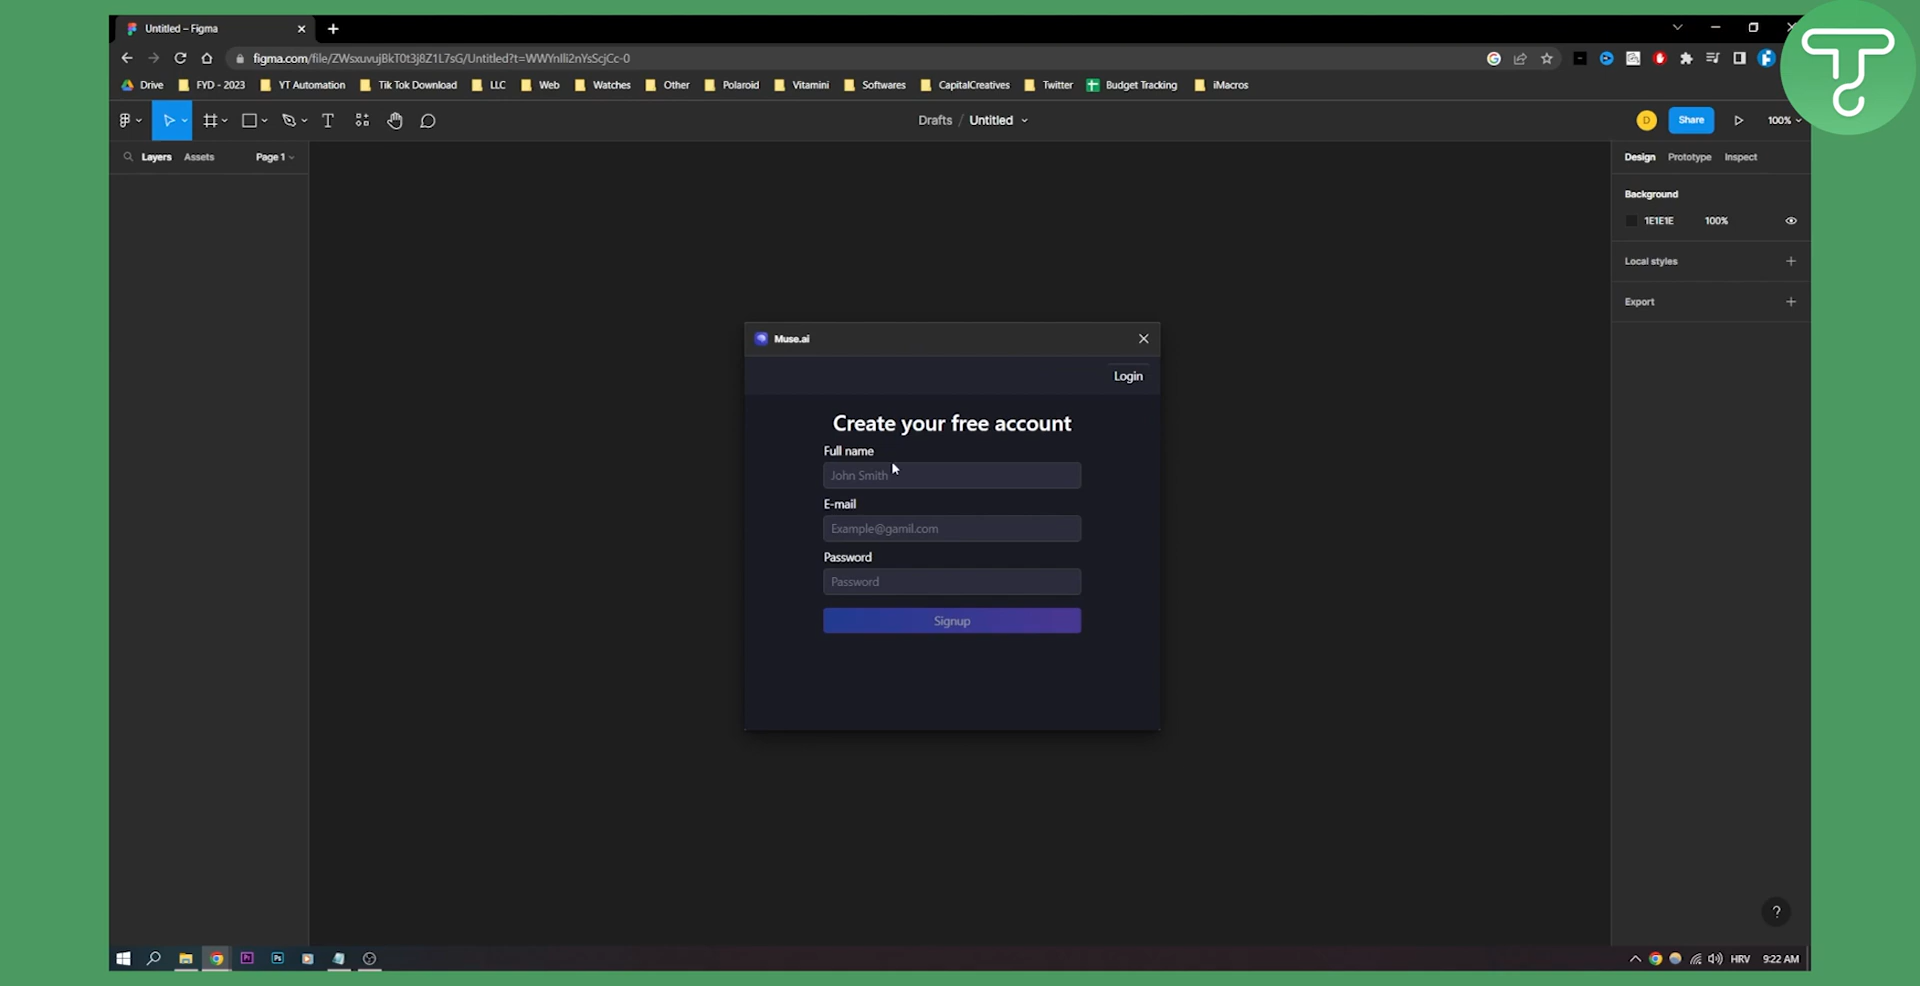 Untitled – Figma
figma.com/file/ZWsxuvujBkT0t3j8Z1L7sG/Untitled?t=WWYnIli2nYsScjCc-0
Drive FYD - 2023 YT Automation Tik Tok Download LLC Web Watches Other Polaroid Vitamini Softwares CapitalCreatives Twitter Budget Tracking iMacros
T Drafts / Untitled D Share 100%
Layers Assets Page 1 Design Prototype Inspect
Background
1E1E1E 100%
Local styles
Export
Muse.ai
Login
Create your free account
Full name
John Smith
E-mail
Example@gamil.com
Password
Password
Signup
?
Pr Ps HRV 9:22 AM